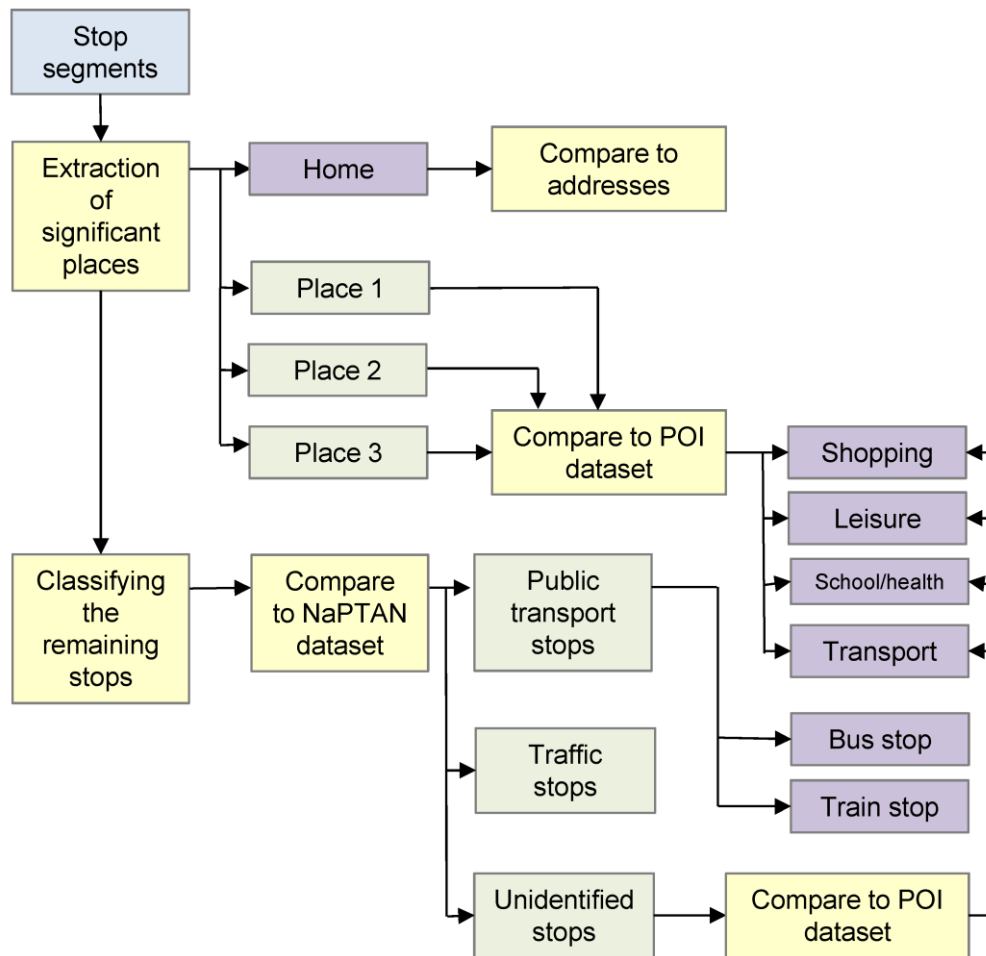 Stop
segments
Extraction
of
significant
places
Home
Compare to
addresses
Place 1
Place 2
Place 3
Compare to POI
dataset
Shopping
Leisure
School/health
Transport
Classifying
the
remaining
stops
Compare
to NaPTAN
dataset
Public
transport
stops
Traffic
stops
Unidentified
stops
Bus stop
Train stop
Compare to POI
dataset